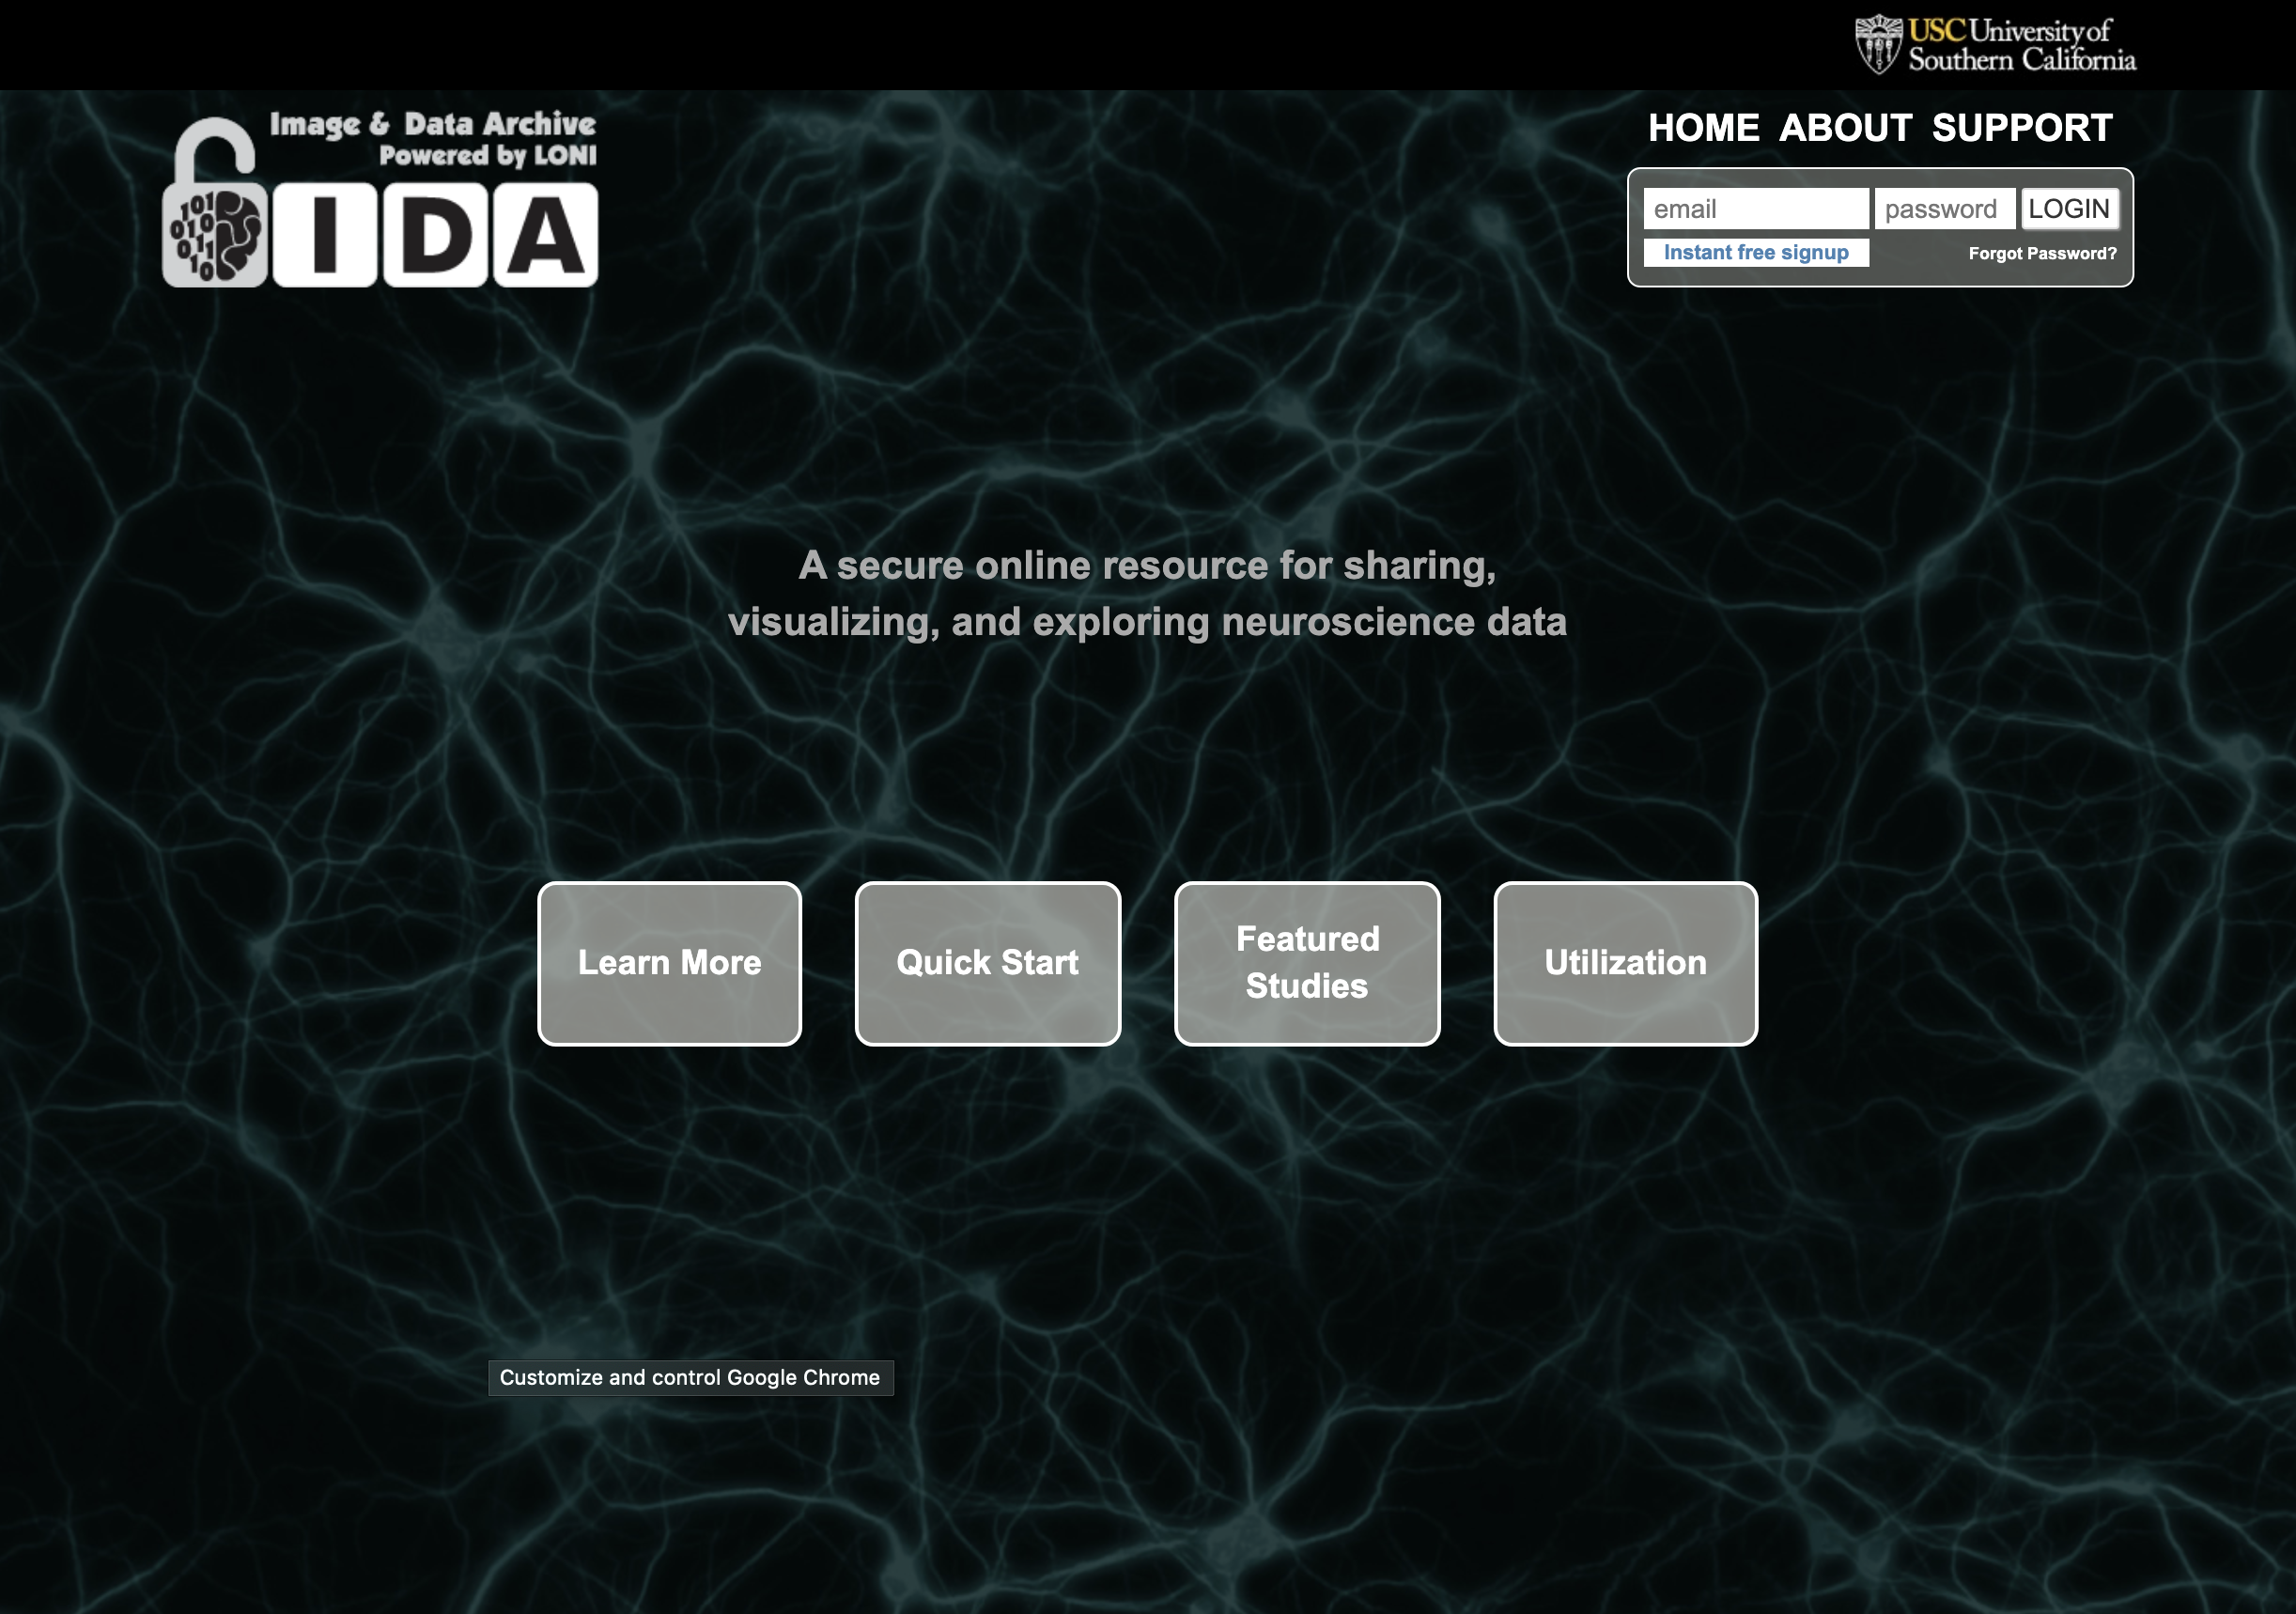 USC University of
Southern California
Image & Data Archive
Powered by LONI
IDA
HOME ABOUT SUPPORT
email password LOGIN
Instant free signup Forgot Password?
A secure online resource for sharing,
visualizing, and exploring neuroscience data
Learn More
Quick Start
Featured
Studies
Utilization
Customize and control Google Chrome